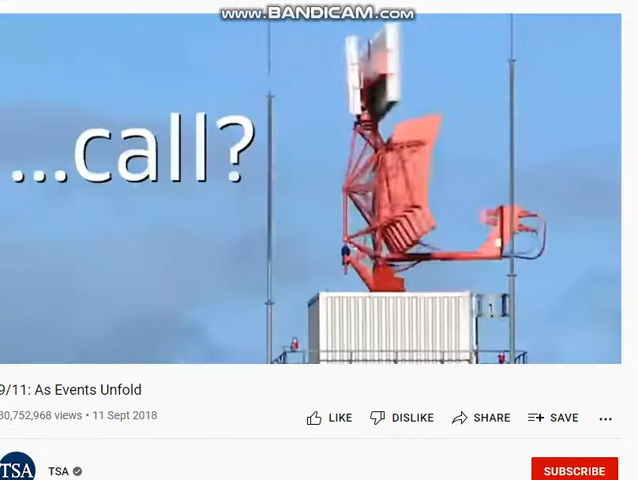 www.BANDICAM.com
...call?
9/11: As Events Unfold
30,752,968 views • 11 Sept 2018
LIKE DISLIKE SHARE SAVE ...
TSA TSA SUBSCRIBE